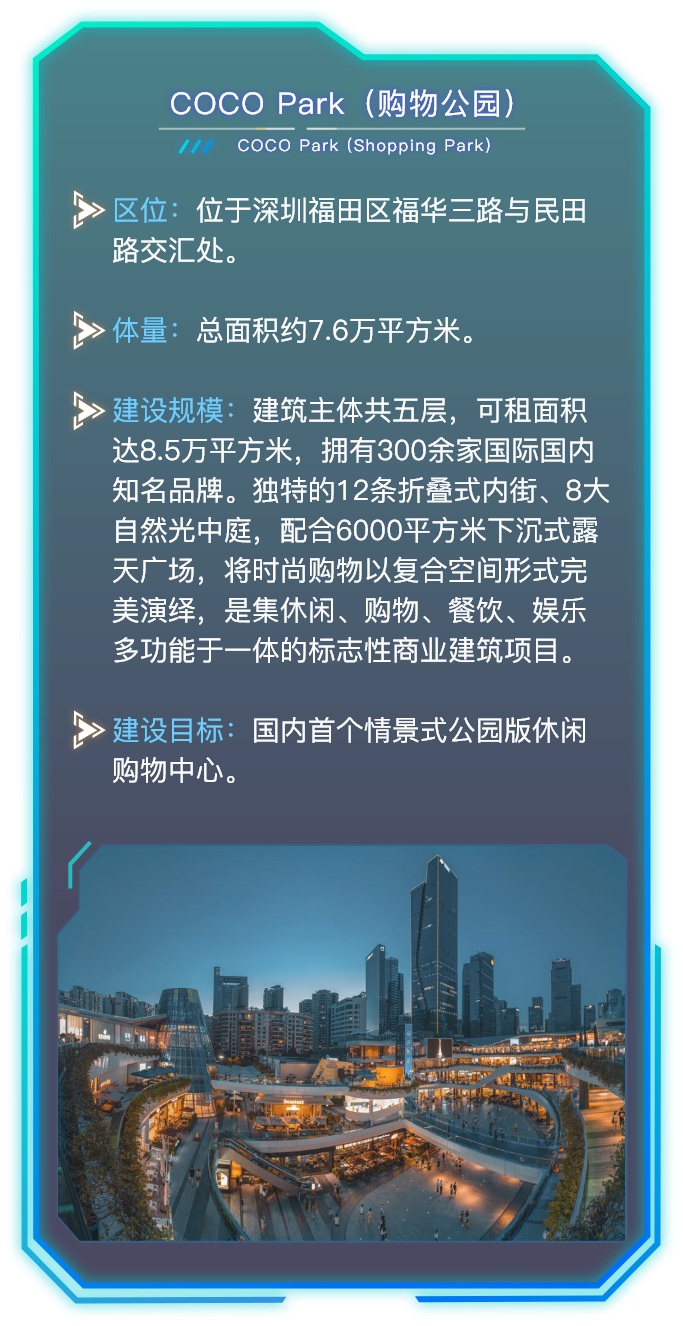 COCO Park（购物公园）
COCO Park (Shopping Park)
区位：位于深圳福田区福华三路与民田
路交汇处。
体量：总面积约7.6万平方米。
建设规模：建筑主体共五层，可租面积
达8.5万平方米，拥有300余家国际国内
知名品牌。独特的12条折叠式内街、8大
自然光中庭，配合6000平方米下沉式露
天广场，将时尚购物以复合空间形式完
美演绎，是集休闲、购物、餐饮、娱乐
多功能于一体的标志性商业建筑项目。
建设目标：国内首个情景式公园版休闲
购物中心。